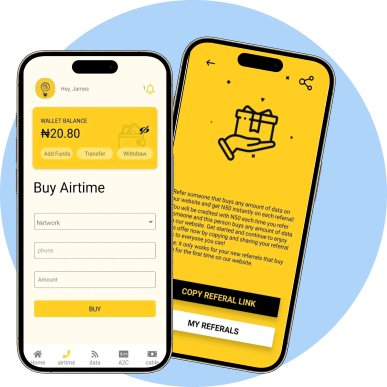 Hey, James
1
WALLET BALANCE
₦20.80
Add Funds Transfer Withdraw
Buy Airtime
Network
phone
Amount
BUY
Home airtime data A2C cable
Refer someone that buys any amount of data on
our website and get N50 instantly on each referral!
You will be credited with N50 each time you refer
someone and this person buys any amount of data
on our website. Get started and continue to enjoy
offer now by copying and sharing your referral
to everyone you can!
it only works for your new referrals that buy
for the first time on our website.
COPY REFERAL LINK
MY REFERALS